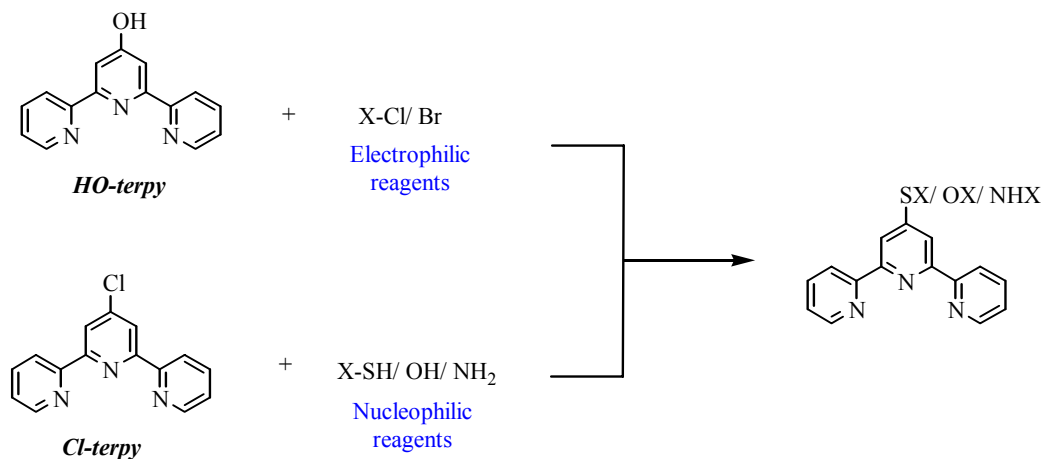 OH
N
N
N
HO-terpy
+
X-Cl/ Br
Electrophilic
reagents
SX/ OX/ NHX
N
N
N
Cl
N
N
N
Cl-terpy
+
X-SH/ OH/ NH₂
Nucleophilic
reagents